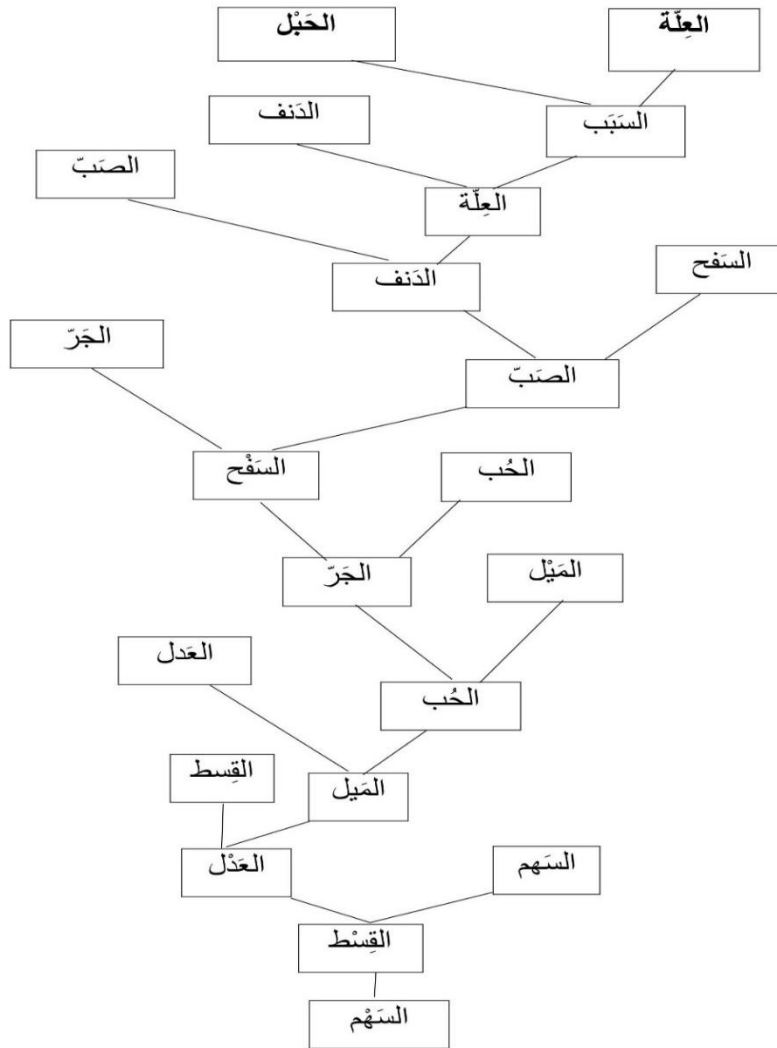 العِلّة
الحَبْل
السَبَب
الدَنف
العِلّة
الصَبّ
الدَنف
السَفح
الصَبّ
الجَرّ
السَفْح
الحُب
الجَرّ
المَيْل
الحُب
العَدل
المَيل
القِسط
العَدْل
السَهم
القِسْط
السَهْم